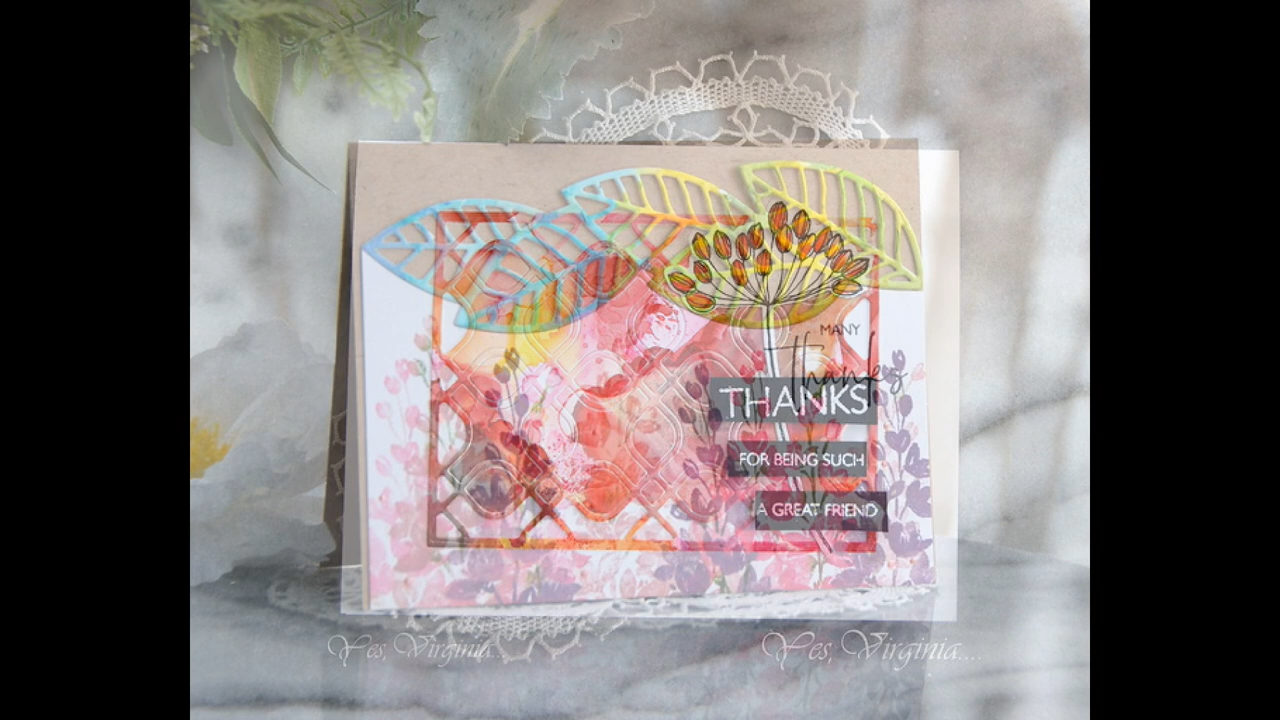 MANY
thanks
THANKS
FOR BEING SUCH
A GREAT FRIEND
Yes, Virginia...
Yes, Virginia....